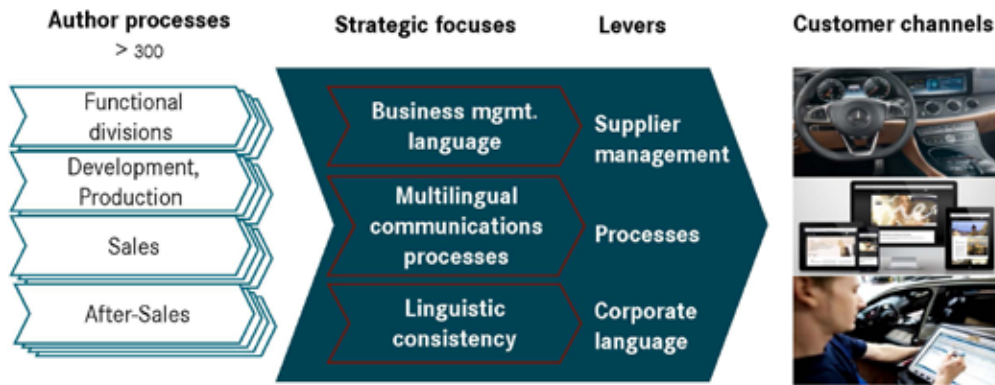 Author processes
> 300
Strategic focuses
Levers
Customer channels
Functional
divisions
Development,
Production
Sales
After-Sales
Business mgmt.
language
Multilingual
communications
processes
Linguistic
consistency
Supplier
management
Processes
Corporate
language